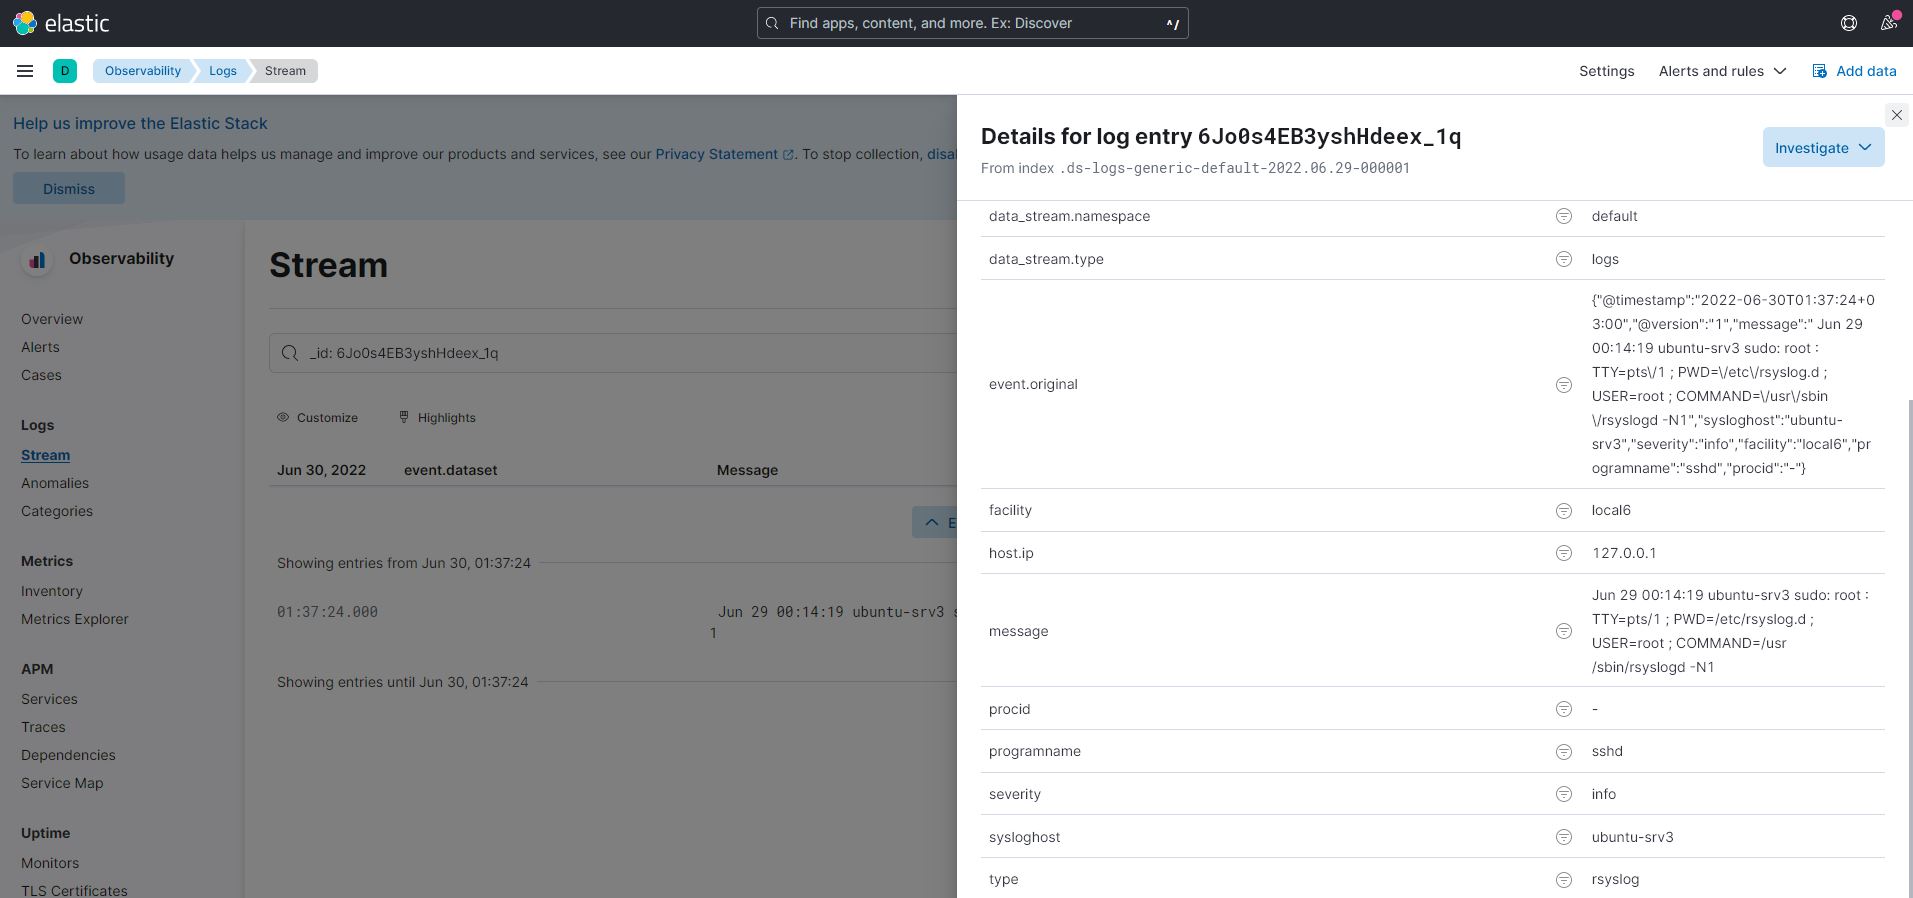 elastic
Find apps, content, and more. Ex: Discover
^/
D
Observability
Logs
Stream
Settings
Alerts and rules
Add data
Help us improve the Elastic Stack
To learn about how usage data helps us manage and improve our products and services, see our Privacy Statement. To stop collection, disal
Dismiss
Observability
Overview
Alerts
Cases
Logs
Stream
Anomalies
Categories
Metrics
Inventory
Metrics Explorer
APM
Services
Traces
Dependencies
Service Map
Uptime
Monitors
TLS Certificates
Stream
_id: 6Jo0s4EB3yshHdeex_1q
Customize
Highlights
Jun 30, 2022
event.dataset
Message
E
Showing entries from Jun 30, 01:37:24
01:37:24.000
Jun 29 00:14:19 ubuntu-srv3 s
1
Showing entries until Jun 30, 01:37:24
Details for log entry 6Jo0s4EB3yshHdeex_1q
From index .ds-logs-generic-default-2022.06.29-000001
Investigate
data_stream.namespace
default
data_stream.type
logs
event.original
{"@timestamp":"2022-06-30T01:37:24+0
3:00","@version":"1","message":" Jun 29
00:14:19 ubuntu-srv3 sudo: root :
TTY=pts\/1 ; PWD=\/etc\/rsyslog.d ;
USER=root ; COMMAND=\/usr\/sbin
\/rsyslogd -N1","sysloghost":"ubuntu-
srv3","severity":"info","facility":"local6","pr
ogramname":"sshd","procid":"-"}
facility
local6
host.ip
127.0.0.1
message
Jun 29 00:14:19 ubuntu-srv3 sudo: root :
TTY=pts/1 ; PWD=/etc/rsyslog.d ;
USER=root ; COMMAND=/usr
/sbin/rsyslogd -N1
procid
-
programname
sshd
severity
info
sysloghost
ubuntu-srv3
type
rsyslog